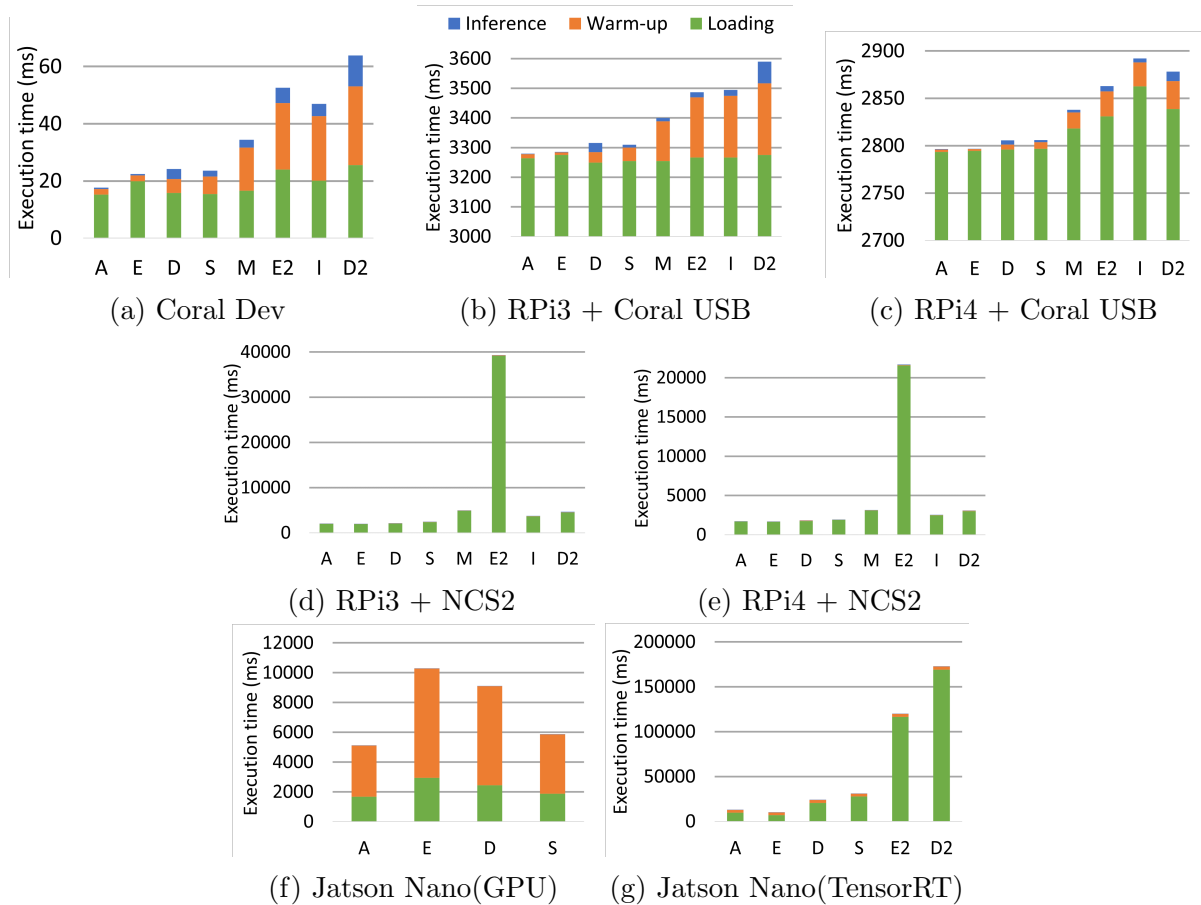 Inference Warm-up Loading
Execution time (ms)
60
40
20
0
A E D S M E2 I D2
(a) Coral Dev
Execution time (ms)
3600
3500
3400
3300
3200
3100
3000
A E D S M E2 I D2
(b) RPi3 + Coral USB
Execution time (ms)
2900
2850
2800
2750
2700
A E D S M E2 I D2
(c) RPi4 + Coral USB
Execution time (ms)
40000
30000
20000
10000
0
A E D S M E2 I D2
(d) RPi3 + NCS2
Execution time (ms)
20000
15000
10000
5000
0
A E D S M E2 I D2
(e) RPi4 + NCS2
Execution time (ms)
12000
10000
8000
6000
4000
2000
0
A E D S
(f) Jatson Nano(GPU)
Execution time (ms)
200000
150000
100000
50000
0
A E D S E2 D2
(g) Jatson Nano(TensorRT)